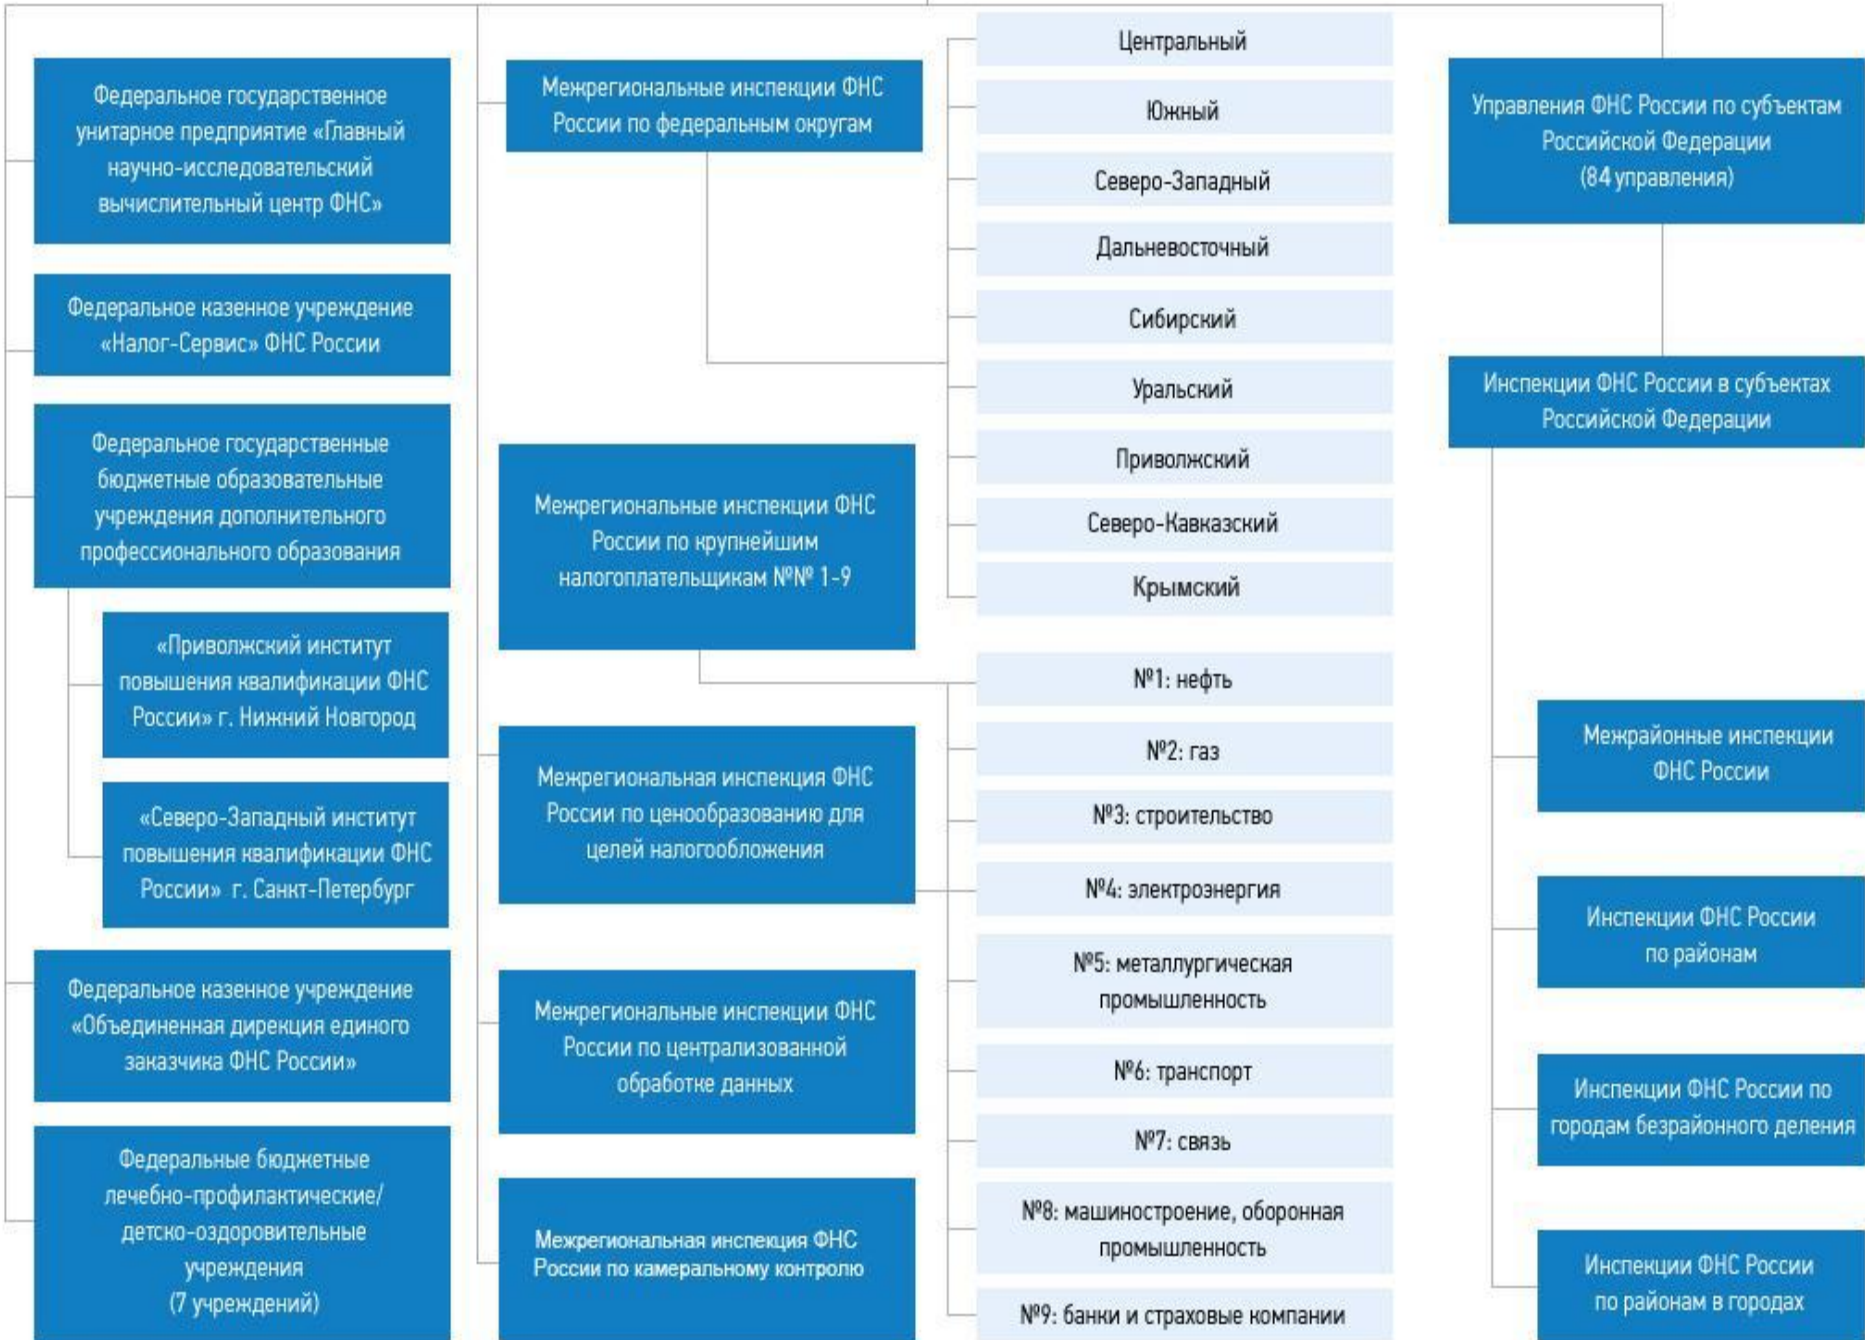 Федеральное государственное
унитарное предприятие «Главный
научно-исследовательский
вычислительный центр ФНС»
Федеральное казенное учреждение
«Налог-Сервис» ФНС России
Федеральное государственные
бюджетные образовательные
учреждения дополнительного
профессионального образования
«Приволжский институт
повышения квалификации ФНС
России» г. Нижний Новгород
«Северо-Западный институт
повышения квалификации ФНС
России» г. Санкт-Петербург
Федеральное казенное учреждение
«Объединенная дирекция единого
заказчика ФНС России»
Федеральные бюджетные
лечебно-профилактические/
детско-оздоровительные
учреждения
(7 учреждений)
Межрегиональные инспекции ФНС
России по федеральным округам
Межрегиональные инспекции ФНС
России по крупнейшим
налогоплательщикам №№ 1-9
Межрегиональная инспекция ФНС
России по ценообразованию для
целей налогообложения
Межрегиональные инспекции ФНС
России по централизованной
обработке данных
Межрегиональная инспекция ФНС
России по камеральному контролю
Центральный
Южный
Северо-Западный
Дальневосточный
Сибирский
Уральский
Приволжский
Северо-Кавказский
Крымский
№1: нефть
№2: газ
№3: строительство
№4: электроэнергия
№5: металлургическая
промышленность
№6: транспорт
№7: связь
№8: машиностроение, оборонная
промышленность
№9: банки и страховые компании
Управления ФНС России по субъектам
Российской Федерации
(84 управления)
Инспекции ФНС России в субъектах
Российской Федерации
Межрайонные инспекции
ФНС России
Инспекции ФНС России
по районам
Инспекции ФНС России по
городам безрайонного деления
Инспекции ФНС России
по районам в городах